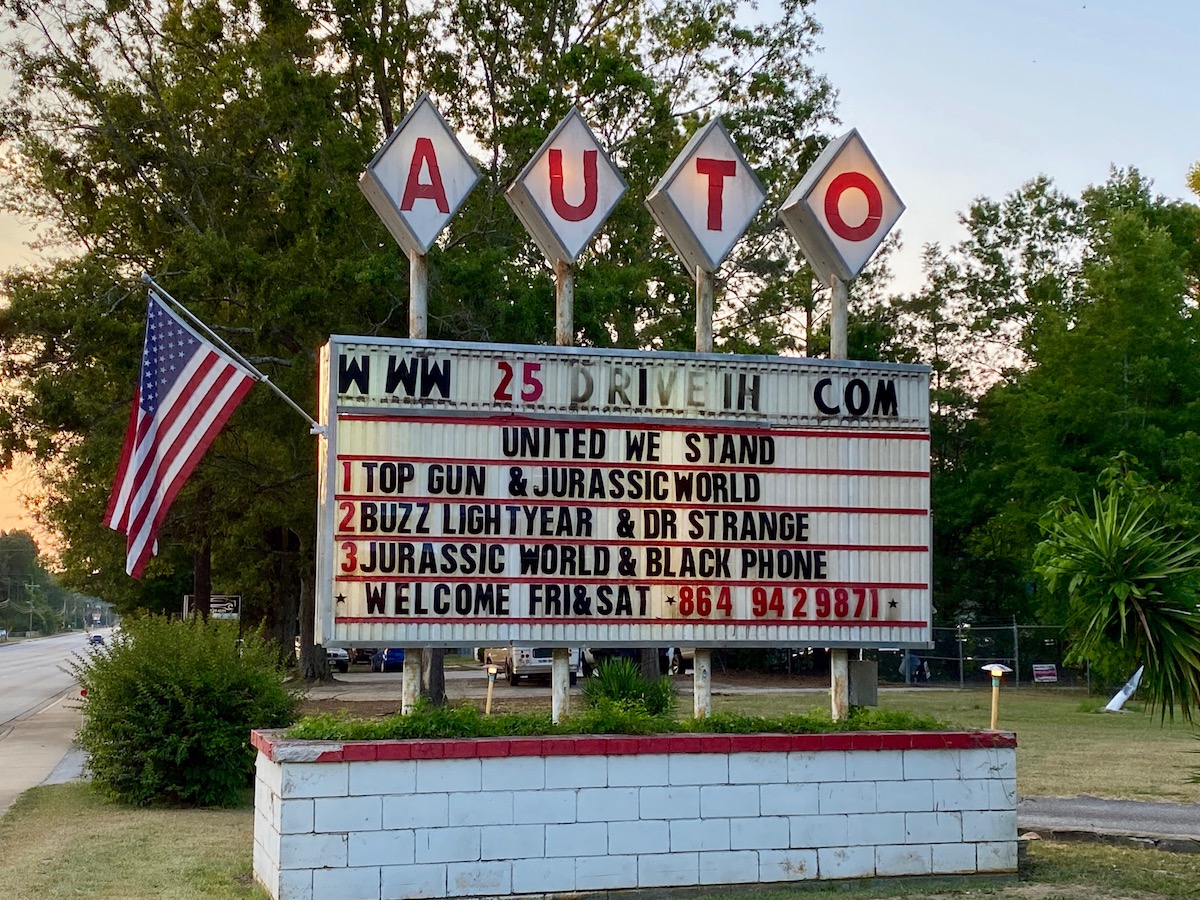 AUTO
WWW 25 DRIVE IN COM
UNITED WE STAND
1 TOP GUN & JURASSIC WORLD
2 BUZZ LIGHTYEAR & DR STRANGE
3 JURASSIC WORLD & BLACK PHONE
★ WELCOME FRI&SAT ★ 864 942 9871 ★